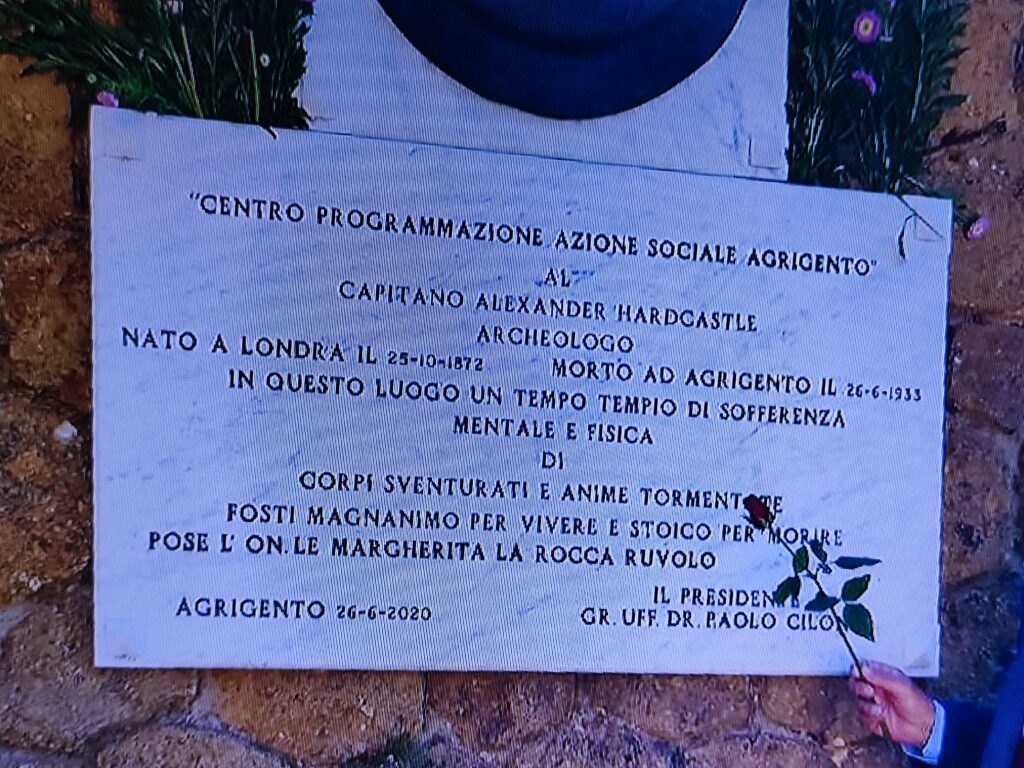 "CENTRO PROGRAMMAZIONE AZIONE SOCIALE AGRIGENTO"
AL
CAPITANO ALEXANDER HARDCASTLE
ARCHEOLOGO
NATO A LONDRA IL 25-10-1872 MORTO AD AGRIGENTO IL 26-6-1933
IN QUESTO LUOGO UN TEMPO TEMPIO DI SOFFERENZA
MENTALE E FISICA
DI
CORPI SVENTURATI E ANIME TORMENTATE
FOSTI MAGNANIMO PER VIVERE E STOICO PER MORIRE
POSE L' ON.LE MARGHERITA LA ROCCA RUVOLO
IL PRESIDENTE
AGRIGENTO 26-6-2020 GR. UFF. DR. PAOLO